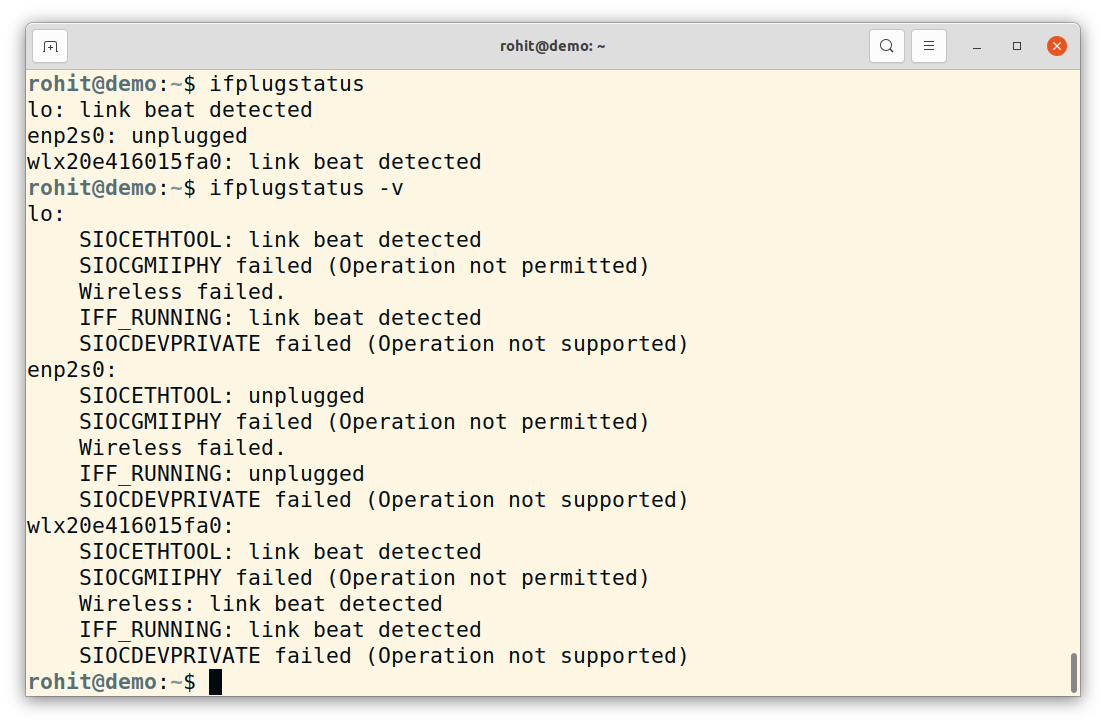 rohit@demo: ~
rohit@demo:~$ ifplugstatus
lo: link beat detected
enp2s0: unplugged
wlx20e416015fa0: link beat detected
rohit@demo:~$ ifplugstatus -v
lo:
    SIOCETHTOOL: link beat detected
    SIOCGMIIPHY failed (Operation not permitted)
    Wireless failed.
    IFF_RUNNING: link beat detected
    SIOCDEVPRIVATE failed (Operation not supported)
enp2s0:
    SIOCETHTOOL: unplugged
    SIOCGMIIPHY failed (Operation not permitted)
    Wireless failed.
    IFF_RUNNING: unplugged
    SIOCDEVPRIVATE failed (Operation not supported)
wlx20e416015fa0:
    SIOCETHTOOL: link beat detected
    SIOCGMIIPHY failed (Operation not permitted)
    Wireless: link beat detected
    IFF_RUNNING: link beat detected
    SIOCDEVPRIVATE failed (Operation not supported)
rohit@demo:~$